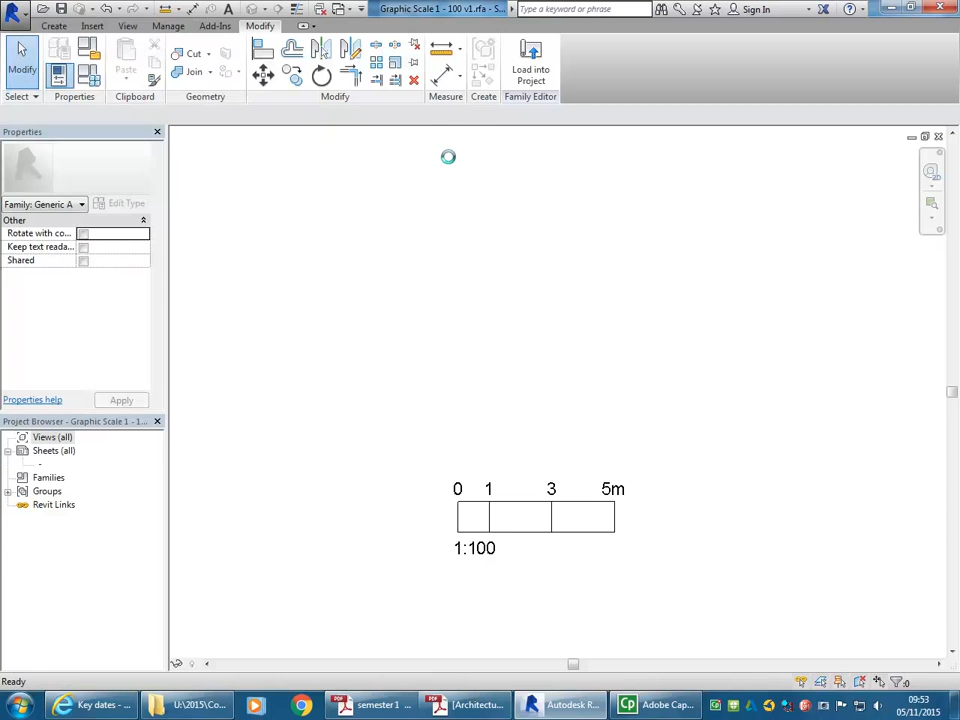 Graphic Scale 1 - 100 v1.rfa - S...
Type a keyword or phrase
Sign In
Create Insert View Manage Add-Ins Modify
Modify
Paste
Cut
Join
Load into
Project
Select Properties Clipboard Geometry Modify Measure Create Family Editor
Properties
Family: Generic A
Edit Type
Other
Rotate with co...
Keep text reada...
Shared
Properties help
Apply
Project Browser - Graphic Scale 1 - 1...
Views (all)
Sheets (all)
-
Families
Groups
Revit Links
0 1 3 5m
1:100
2D
Ready
:0
Key dates - ...
U:\2015\Co...
semester1 ...
[Architectur...
Autodesk R...
Adobe Cap...
09:53
05/11/2015